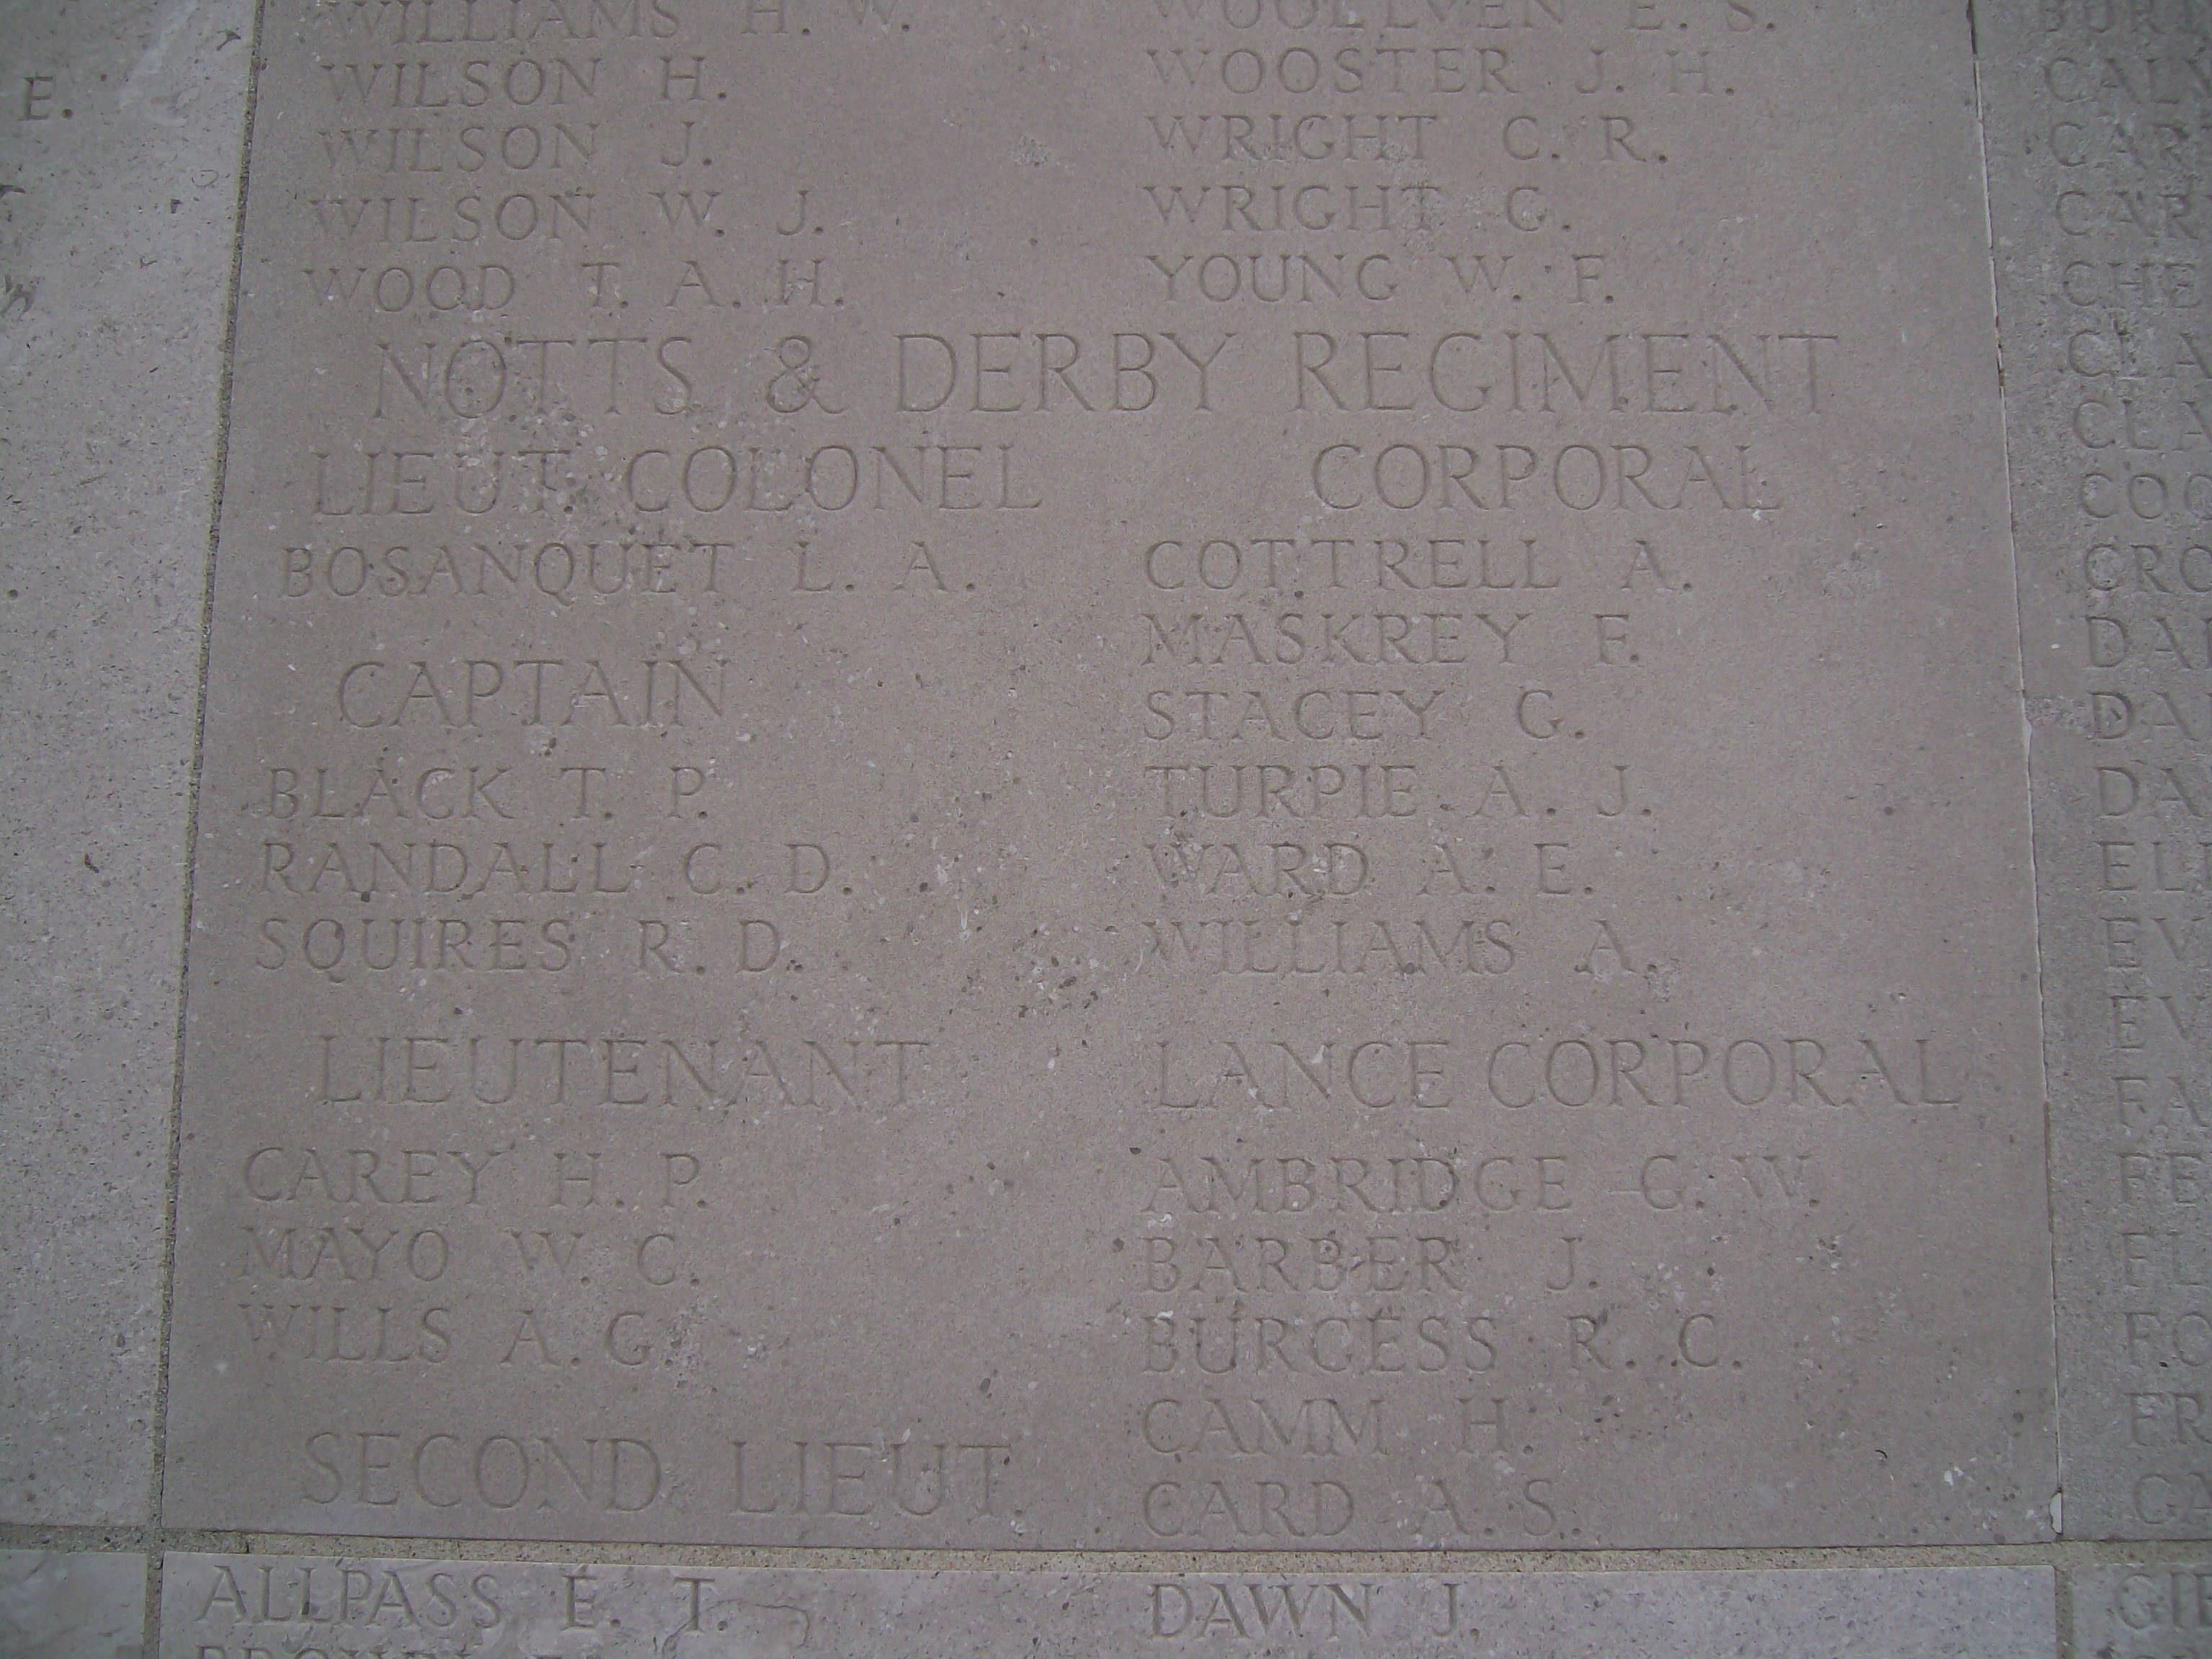 E.
WILLIAMS H. W.
WILSON H.
WILSON J.
WILSON W. J.
WOOD T. A. H.
WOOLLVEN E. S.
WOOSTER J. H.
WRIGHT C. R.
WRIGHT G.
YOUNG W. F.
NOTTS & DERBY REGIMENT
LIEUT. COLONEL
BOSANQUET L. A.
CAPTAIN
BLACK T. P.
RANDALL C. D.
SQUIRES R. D.
LIEUTENANT
CAREY H. P.
MAYO W. C.
WILLS A. G.
SECOND LIEUT.
ALLPASS E. T.
CORPORAL
COTTRELL A.
MASKREY F.
STACEY G.
TURPIE A. J.
WARD A. E.
WILLIAMS A.
LANCE CORPORAL
AMBRIDGE G. W.
BARBER J.
BURGESS R. C.
CAMM H.
CARD A. S.
DAWN J.